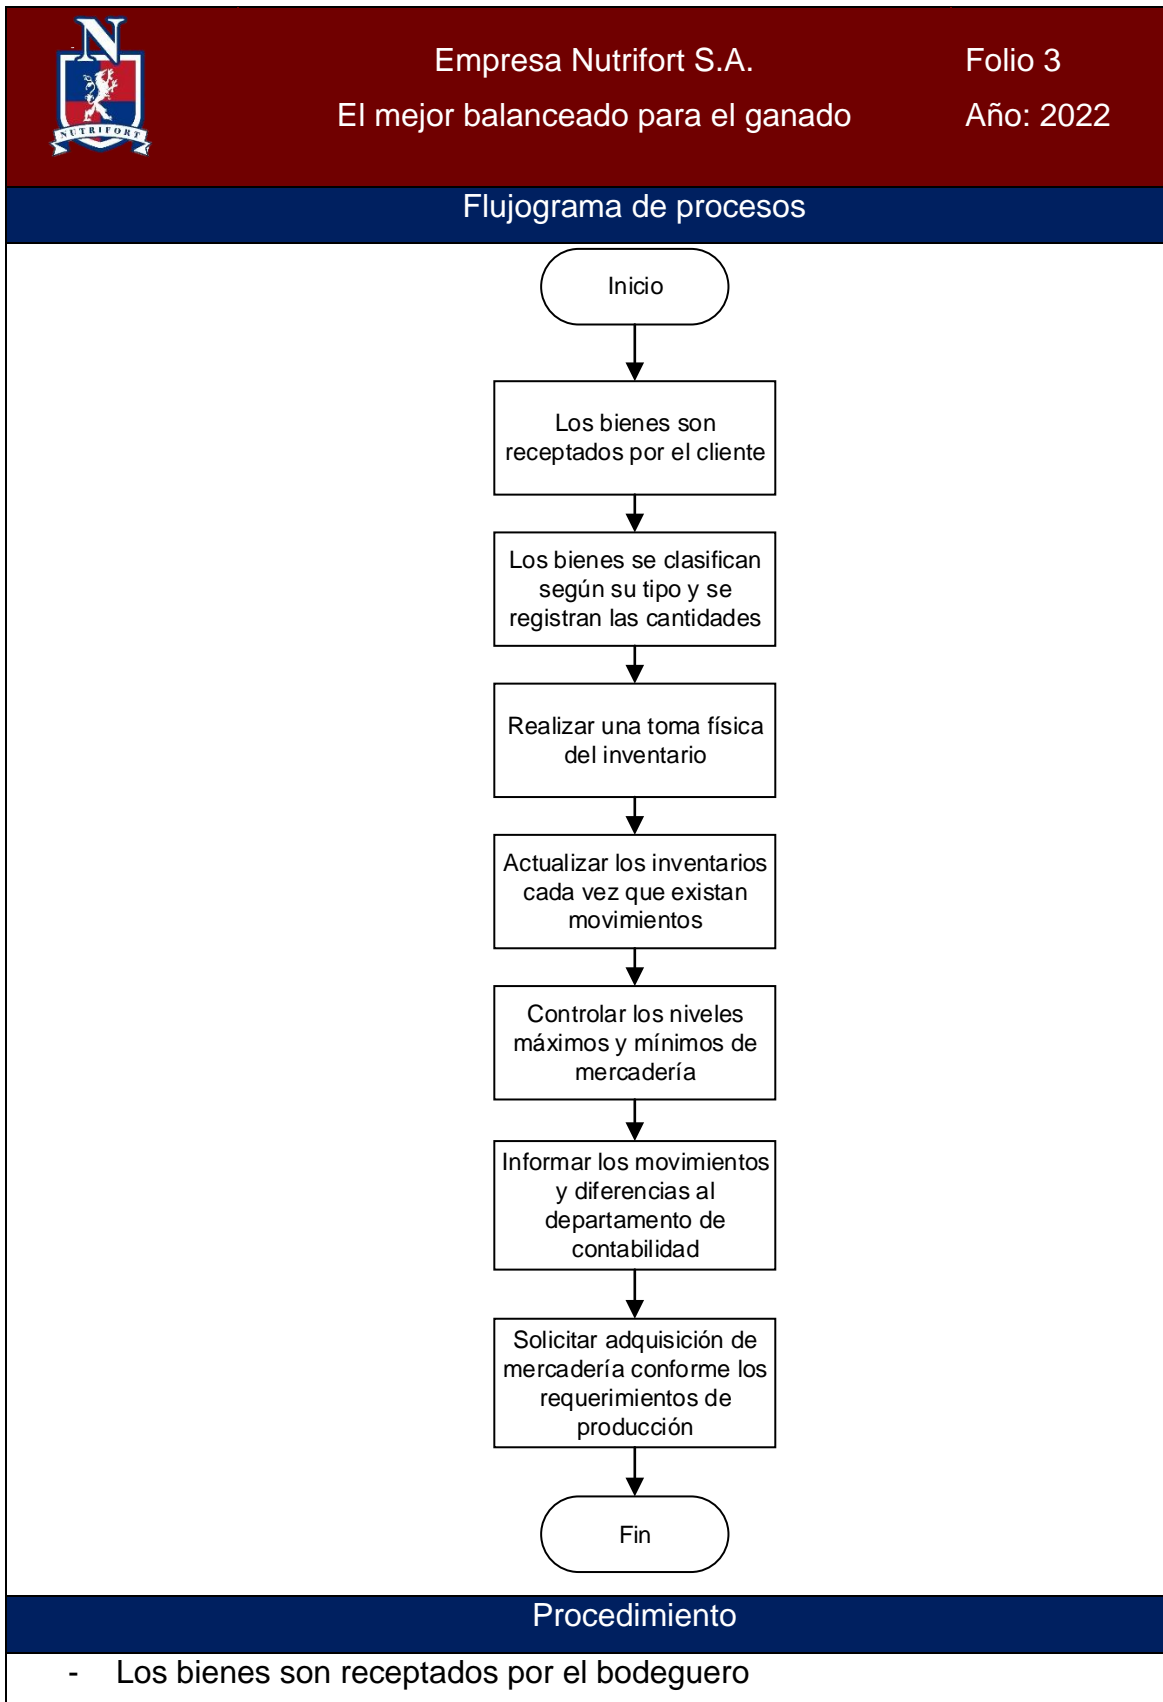 N
NUTRIFORT
Empresa Nutrifort S.A.
El mejor balanceado para el ganado
Folio 3
Año: 2022
Flujograma de procesos
Inicio
Los bienes son
receptados por el cliente
Los bienes se clasifican
según su tipo y se
registran las cantidades
Realizar una toma física
del inventario
Actualizar los inventarios
cada vez que existan
movimientos
Controlar los niveles
máximos y mínimos de
mercadería
Informar los movimientos
y diferencias al
departamento de
contabilidad
Solicitar adquisición de
mercadería conforme los
requerimientos de
producción
Fin
Procedimiento
- Los bienes son receptados por el bodeguero